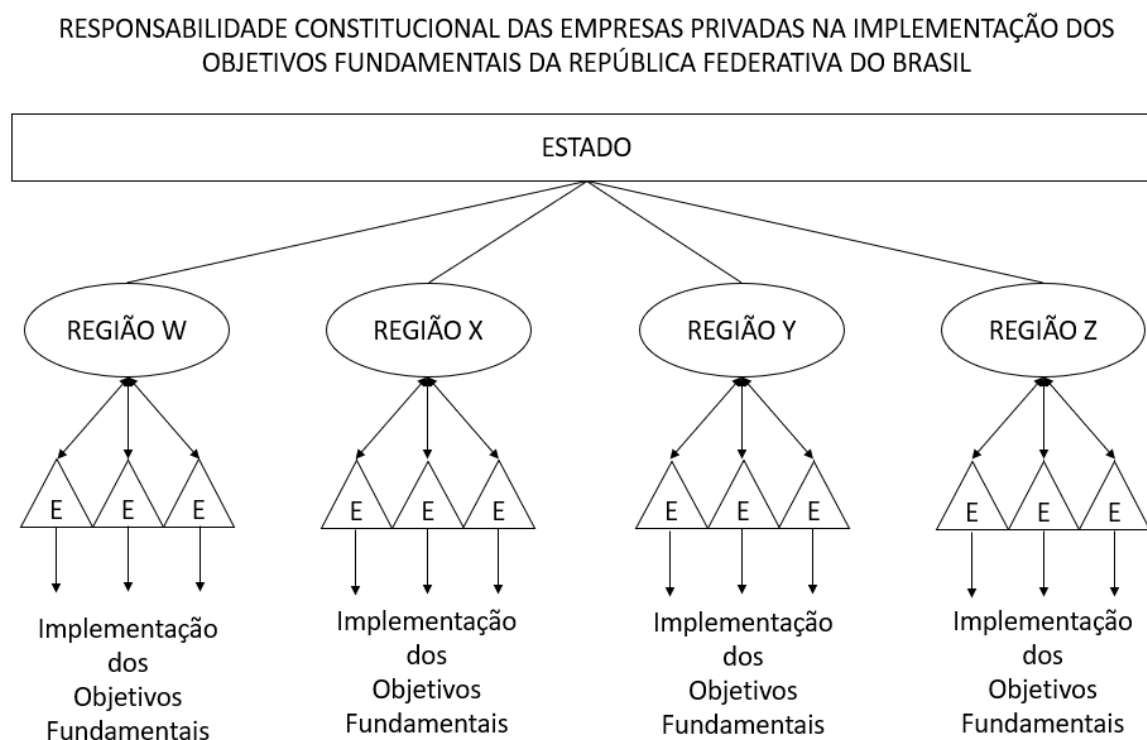 RESPONSABILIDADE CONSTITUCIONAL DAS EMPRESAS PRIVADAS NA IMPLEMENTAÇÃO DOS
OBJETIVOS FUNDAMENTAIS DA REPÚBLICA FEDERATIVA DO BRASIL
ESTADO
REGIÃO W
REGIÃO X
REGIÃO Y
REGIÃO Z
E E E
E E E
E E E
E E E
Implementação
dos
Objetivos
Fundamentais
Implementação
dos
Objetivos
Fundamentais
Implementação
dos
Objetivos
Fundamentais
Implementação
dos
Objetivos
Fundamentais